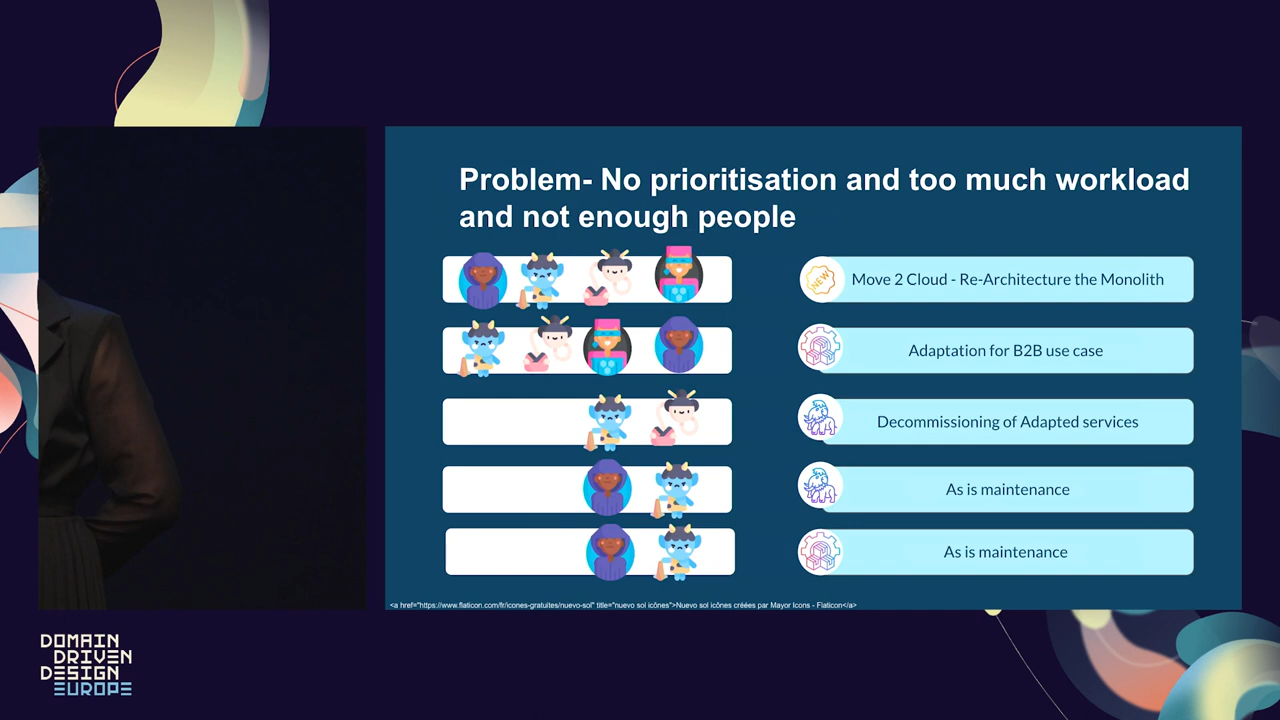 Problem- No prioritisation and too much workload
and not enough people
NEW
Move 2 Cloud - Re-Architecture the Monolith
Adaptation for B2B use case
Decommissioning of Adapted services
As is maintenance
As is maintenance
<a href="https://www.flaticon.com/fr/icones-gratuites/nuevo-sol" title="nuevo sol icônes">Nuevo sol icônes créées par Mayor Icons - Flaticon</a>
DOMAIN
DRIVEN
DESIGN
EUROPE